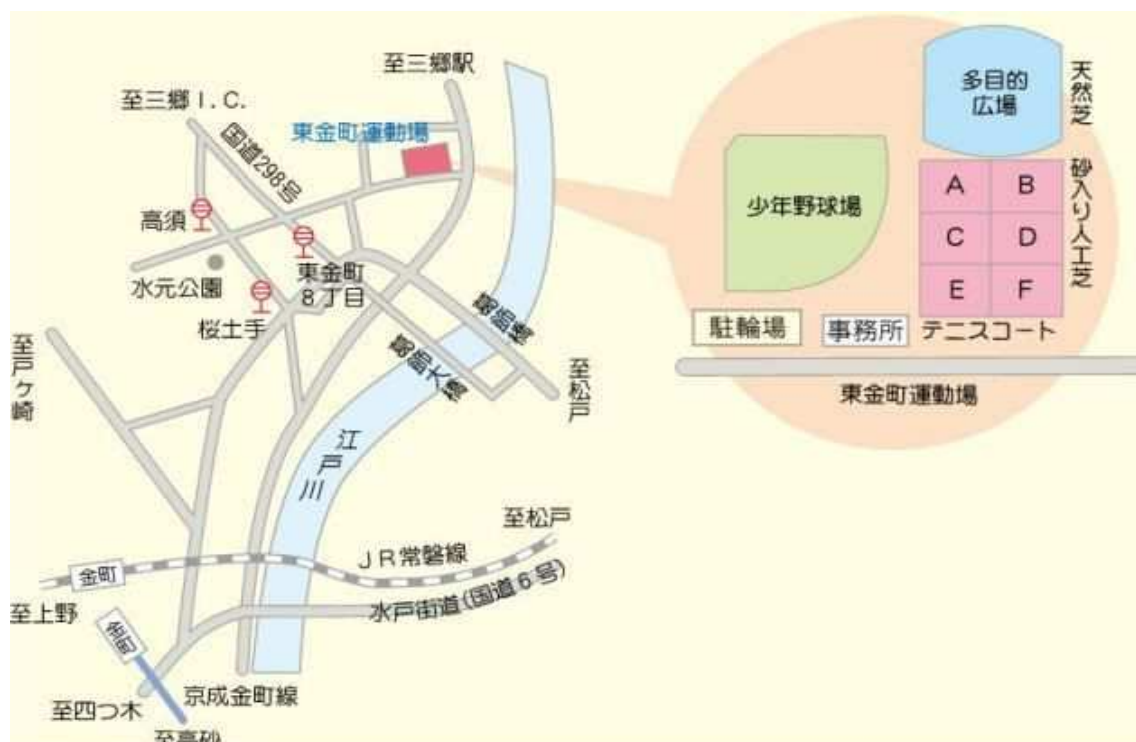 至三郷駅
至三郷I.C.
東金町運動場
国道298号
高須
水元公園
東金町
8丁目
桜土手
至戸ヶ崎
葛飾橋
葛飾大橋
至松戸
江戸川
至松戸
JR常磐線
金町
水戸街道(国道6号)
至上野
金町
京成金町線
至四つ木
至高砂
多目的
広場
天然芝
少年野球場
A
B
C
D
E
F
砂入り人工芝
駐輪場
事務所
テニスコート
東金町運動場